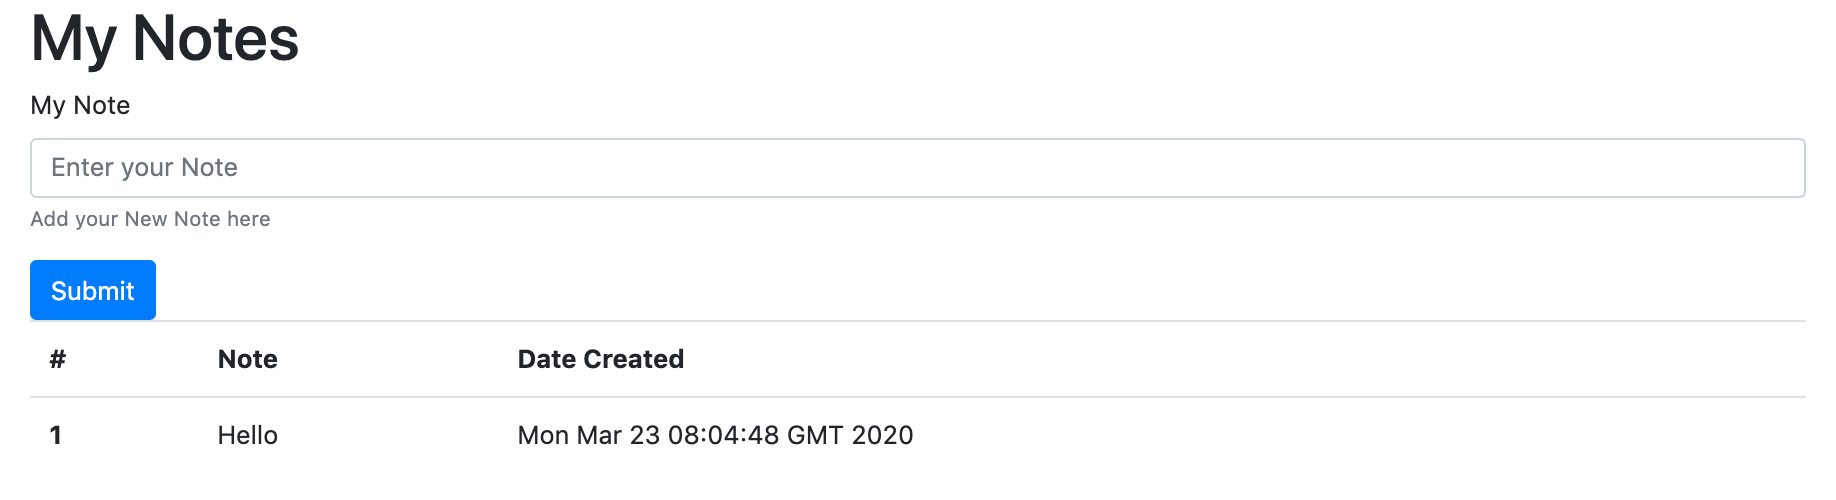 My Notes
My Note
Enter your Note
Add your New Note here
Submit
# Note Date Created
1 Hello Mon Mar 23 08:04:48 GMT 2020